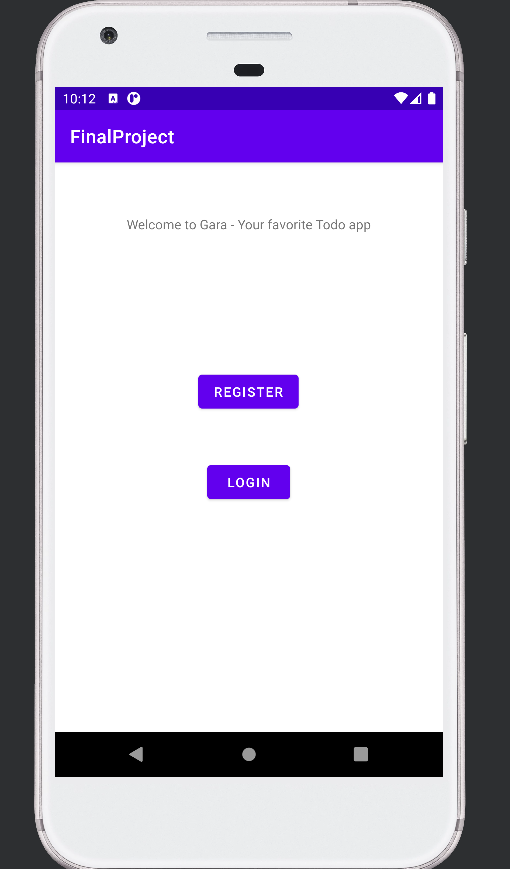 10:12 A
FinalProject
Welcome to Gara - Your favorite Todo app
REGISTER
LOGIN